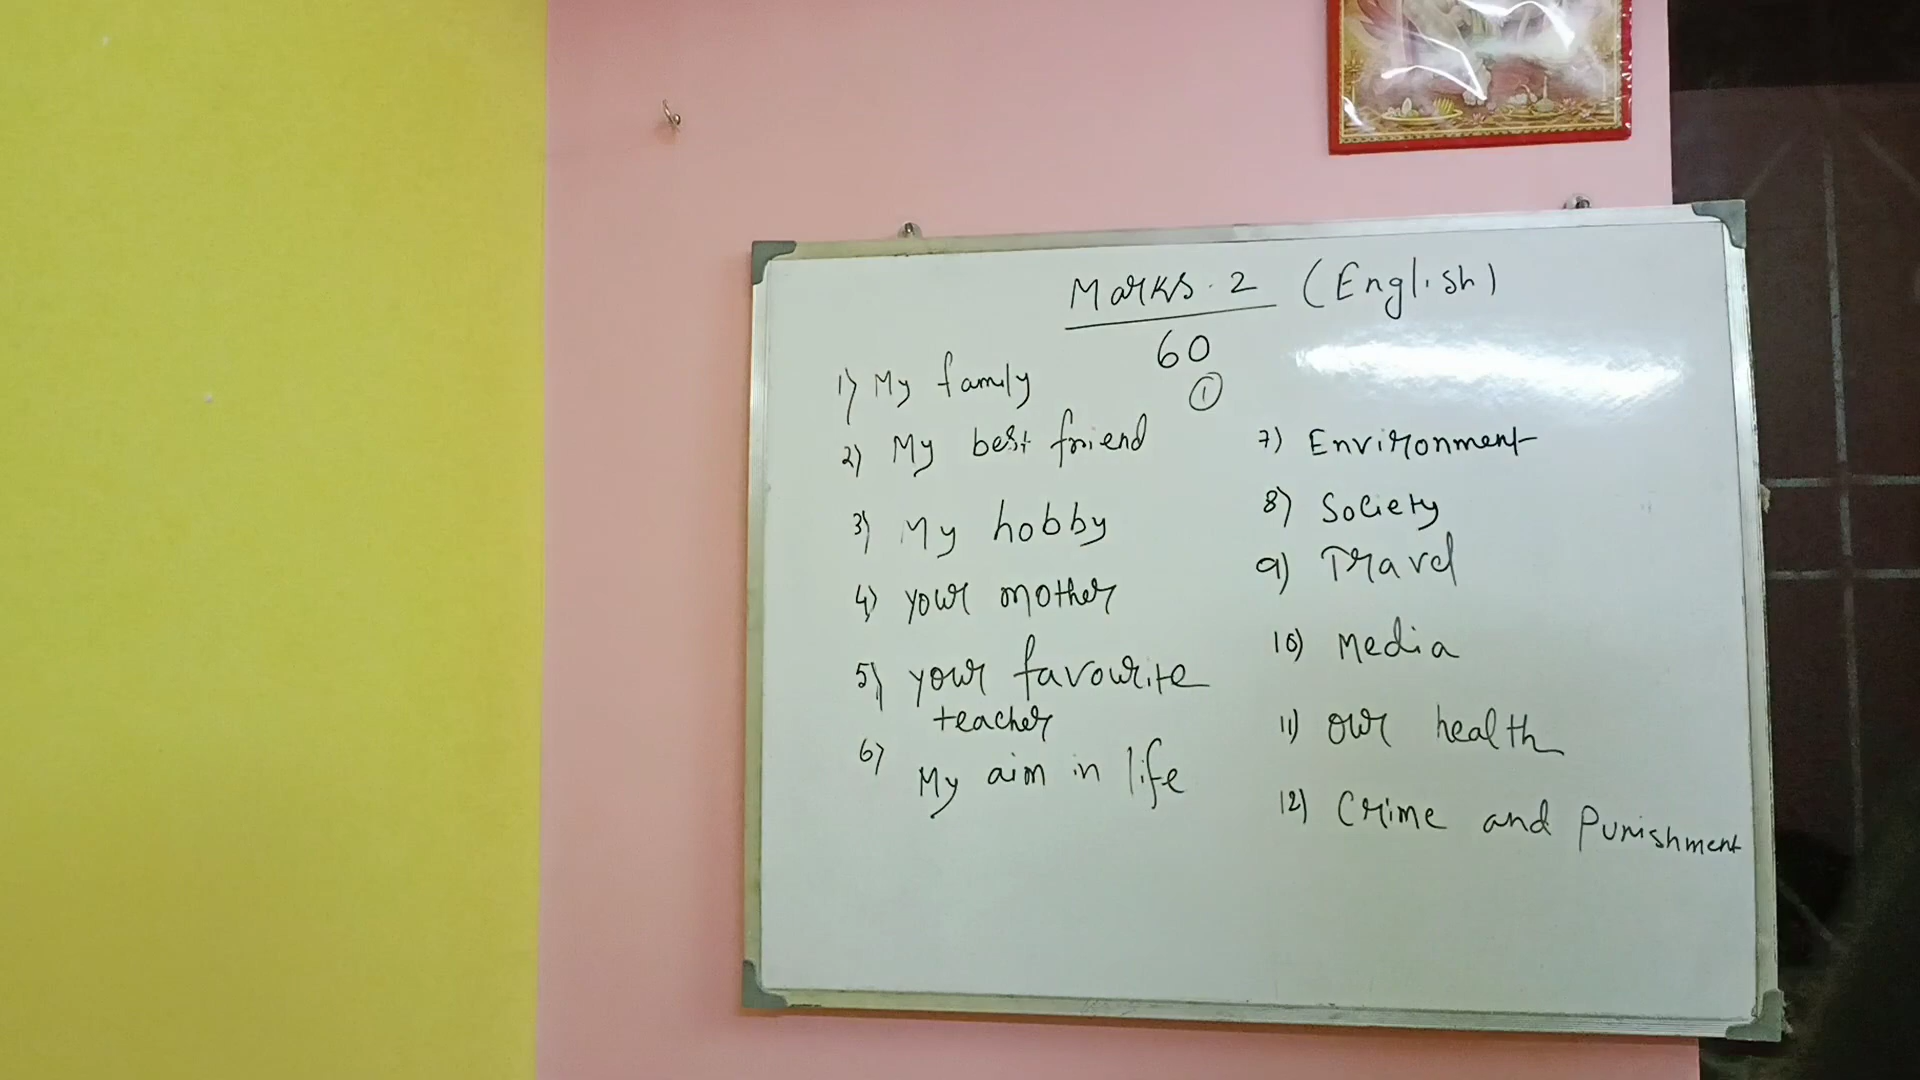 Marks. 2 (English)
60
①
1) My family
2) My best friend
3) My hobby
4) your mother
5) your favourite
teacher
6) My aim in life
7) Environment
8) Society
9) Travel
10) Media
11) our health
12) Crime and Punishment